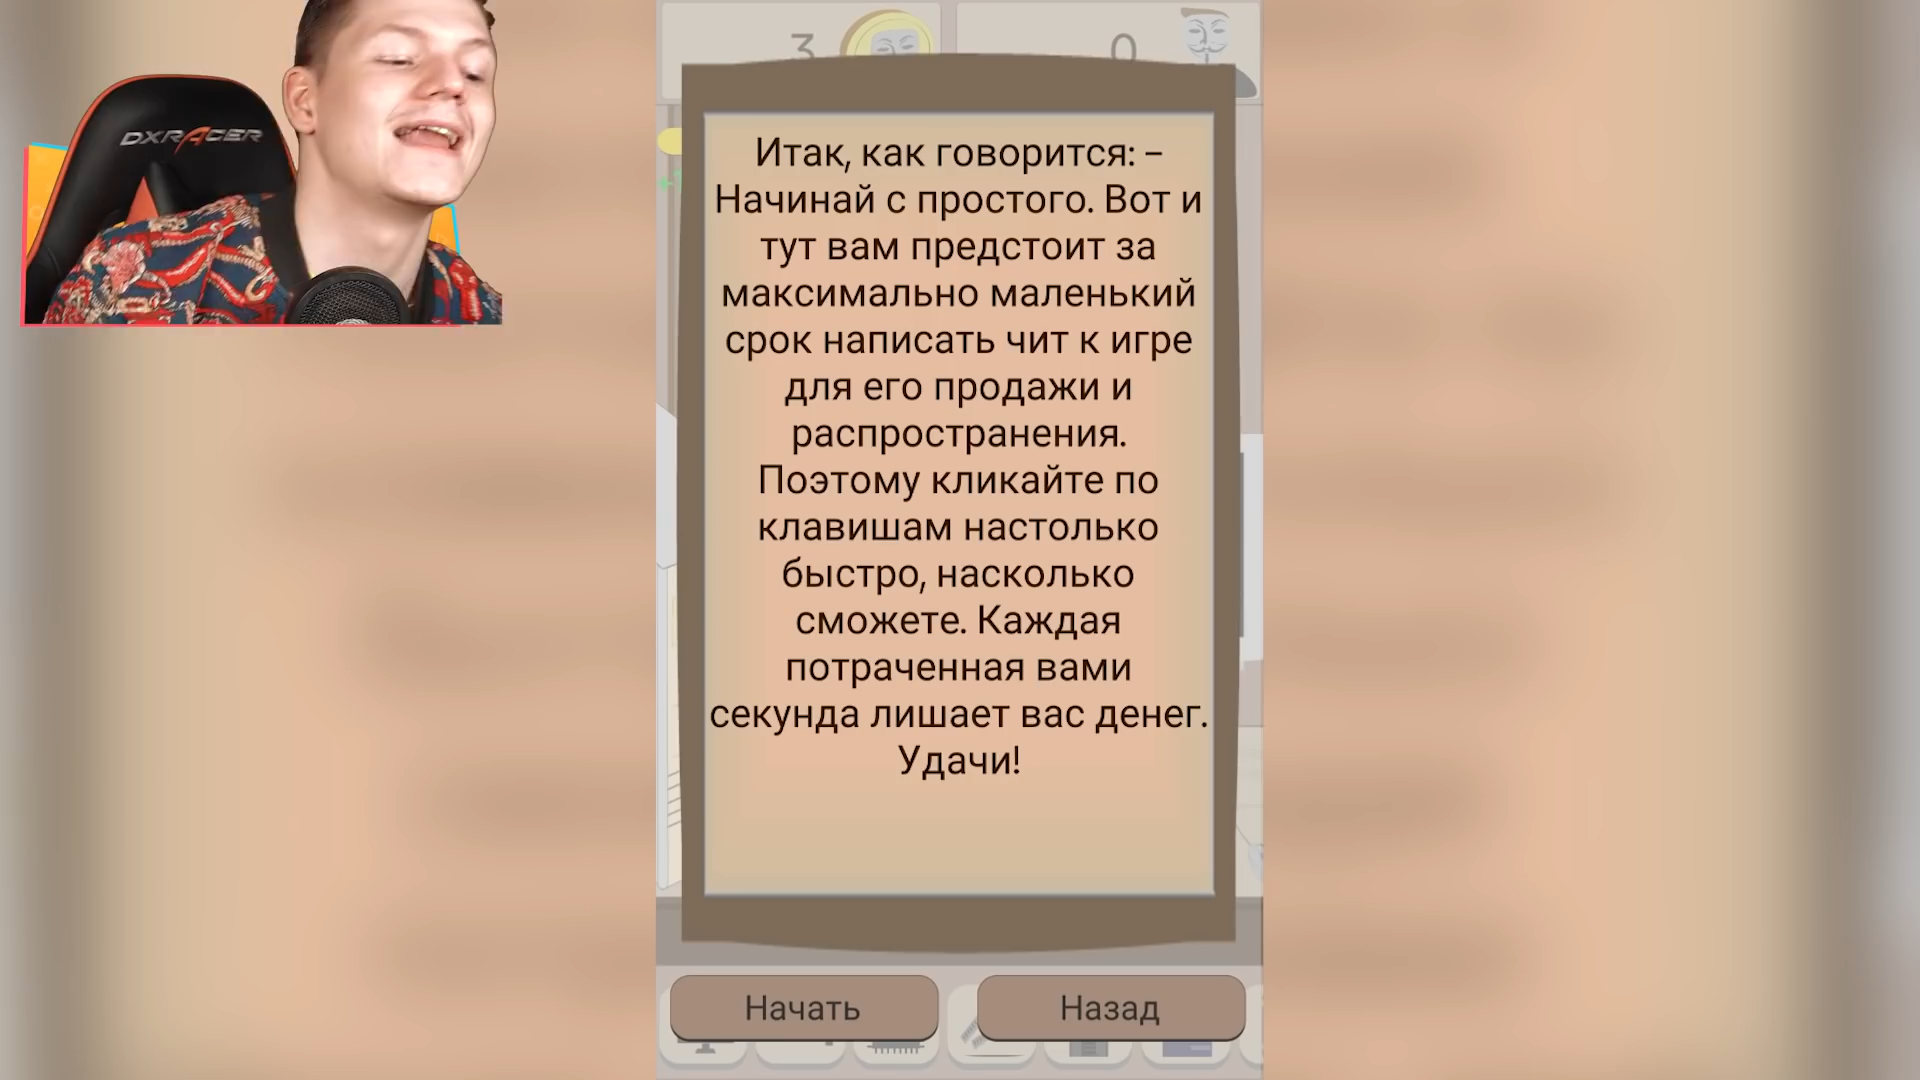 3
0
DXRACER
Итак, как говорится: –
Начинай с простого. Вот и
тут вам предстоит за
максимально маленький
срок написать чит к игре
для его продажи и
распространения.
Поэтому кликайте по
клавишам настолько
быстро, насколько
сможете. Каждая
потраченная вами
секунда лишает вас денег.
Удачи!
Начать
Назад